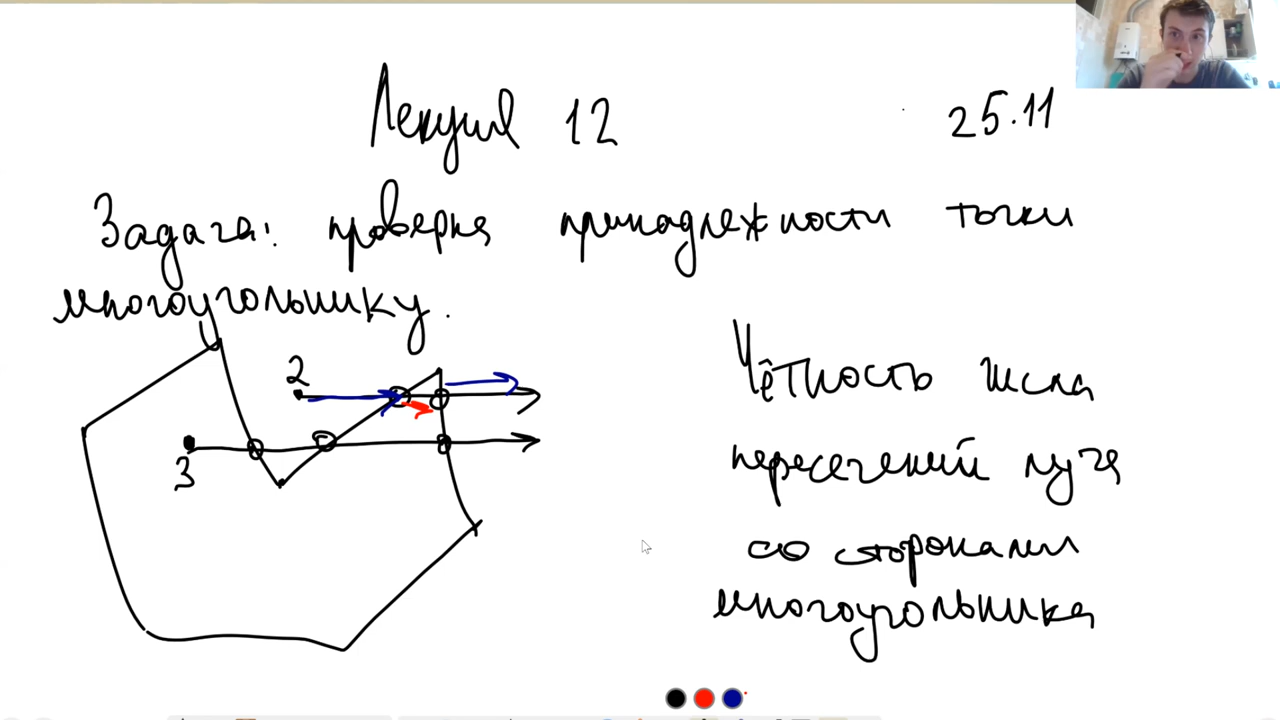 Лекция 12 25.11
Задача: проверка принадлежности точки
многоугольнику.
2
3
Чётность числа
пересечений луча
со сторонами
многоугольника